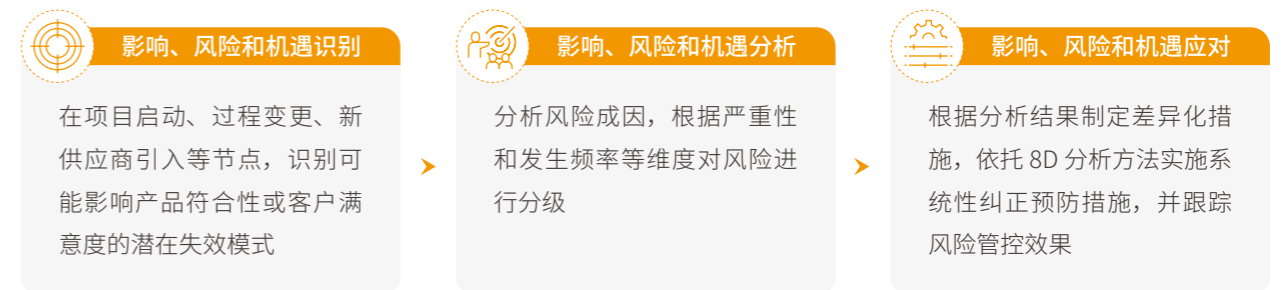 影响、风险和机遇识别
在项目启动、过程变更、新
供应商引入等节点，识别可
能影响产品符合性或客户满
意度的潜在失效模式
影响、风险和机遇分析
分析风险成因，根据严重性
和发生频率等维度对风险进
行分级
影响、风险和机遇应对
根据分析结果制定差异化措
施，依托 8D 分析方法实施系
统性纠正预防措施，并跟踪
风险管控效果